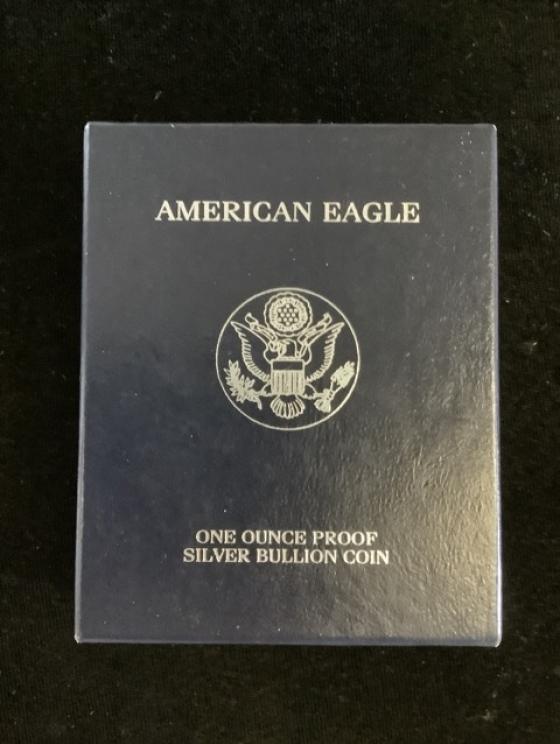 AMERICAN EAGLE
ONE OUNCE PROOF
SILVER BULLION COIN